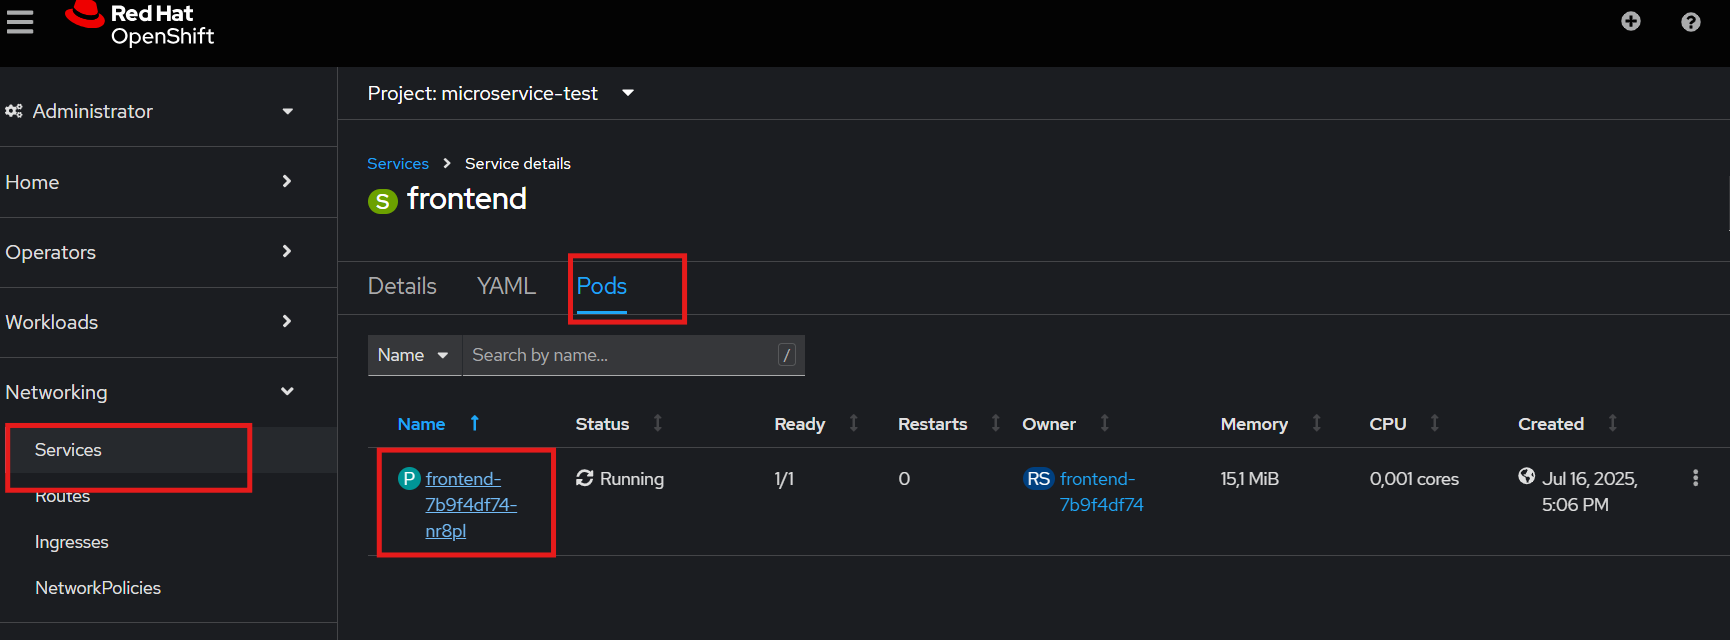 Red Hat
OpenShift
Administrator
Home
Operators
Workloads
Networking
Services
Routes
Ingresses
NetworkPolicies
Project: microservice-test
Services > Service details
S frontend
Details YAML Pods
Name Search by name... /
Name Status Ready Restarts Owner Memory CPU Created
P frontend-7b9f4df74-nr8pl Running 1/1 0 RS frontend-7b9f4df74 15,1 MiB 0,001 cores Jul 16, 2025, 5:06 PM